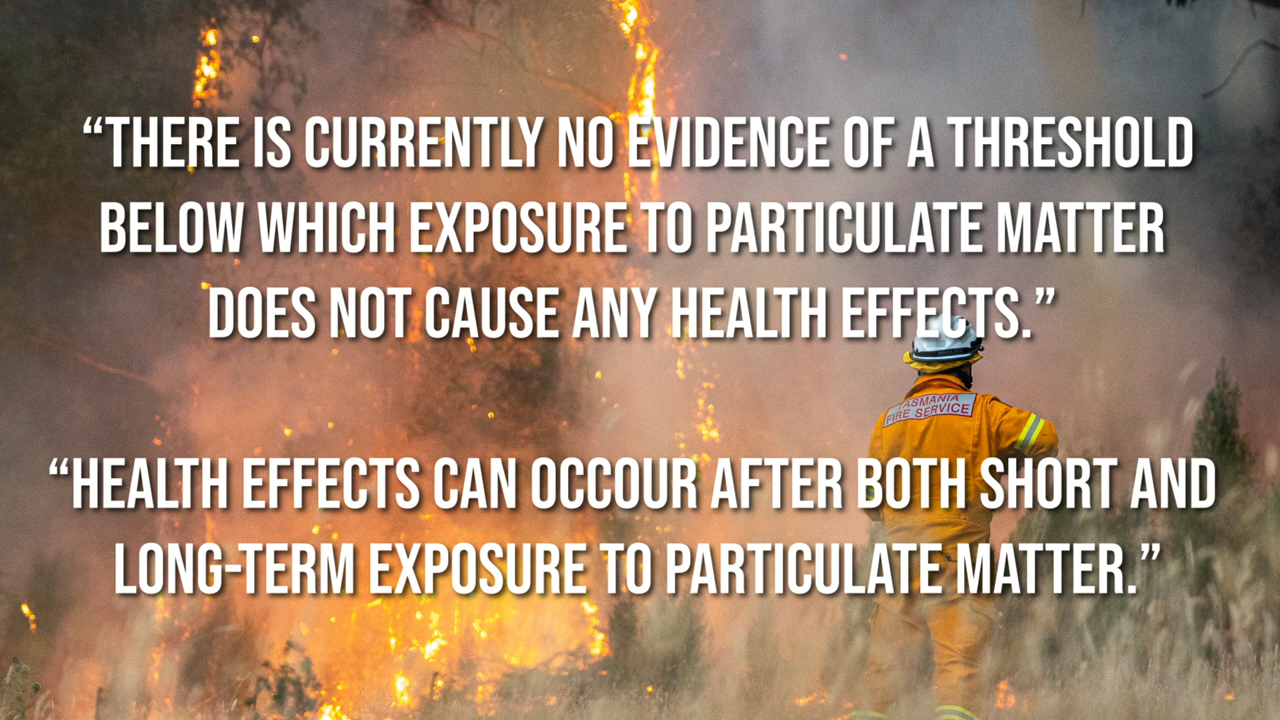 “THERE IS CURRENTLY NO EVIDENCE OF A THRESHOLD
BELOW WHICH EXPOSURE TO PARTICULATE MATTER
DOES NOT CAUSE ANY HEALTH EFFECTS.”
TASMANIA
FIRE SERVICE
“HEALTH EFFECTS CAN OCCOUR AFTER BOTH SHORT AND
LONG-TERM EXPOSURE TO PARTICULATE MATTER.”